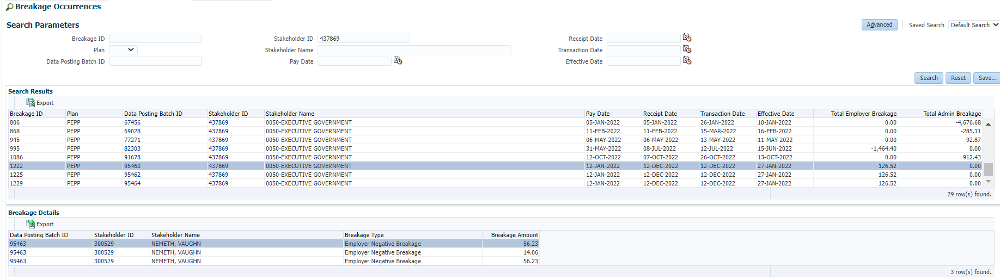 Breakage Occurrences
Search Parameters
Advanced Saved Search Default Search
Breakage ID Stakeholder ID 437869 Receipt Date
Plan Stakeholder Name Transaction Date
Data Posting Batch ID Pay Date Effective Date
Search Reset Save...
Search Results
Export
Breakage ID Plan Data Posting Batch ID Stakeholder ID Stakeholder Name Pay Date Receipt Date Transaction Date Effective Date Total Employer Breakage Total Admin Breakage
806 PEPP 67456 437869 0050-EXECUTIVE GOVERNMENT 05-JAN-2022 05-JAN-2022 26-JAN-2022 10-JAN-2022 0.00 -4,676.68
868 PEPP 69028 437869 0050-EXECUTIVE GOVERNMENT 11-FEB-2022 11-FEB-2022 15-MAR-2022 16-FEB-2022 0.00 -285.11
945 PEPP 77271 437869 0050-EXECUTIVE GOVERNMENT 06-MAY-2022 06-MAY-2022 13-MAY-2022 11-MAY-2022 0.00 92.87
995 PEPP 82303 437869 0050-EXECUTIVE GOVERNMENT 31-MAY-2022 08-JUL-2022 12-JUL-2022 15-JUN-2022 -1,464.40 0.00
1086 PEPP 91678 437869 0050-EXECUTIVE GOVERNMENT 12-OCT-2022 07-OCT-2022 26-OCT-2022 13-OCT-2022 0.00 912.43
1222 PEPP 95463 437869 0050-EXECUTIVE GOVERNMENT 12-JAN-2022 12-DEC-2022 12-DEC-2022 27-JAN-2022 126.52 0.00
1225 PEPP 95462 437869 0050-EXECUTIVE GOVERNMENT 12-JAN-2022 12-DEC-2022 12-DEC-2022 27-JAN-2022 126.52 0.00
1229 PEPP 95464 437869 0050-EXECUTIVE GOVERNMENT 12-JAN-2022 12-DEC-2022 12-DEC-2022 27-JAN-2022 126.52 0.00
29 row(s) found.
Breakage Details
Export
Data Posting Batch ID Stakeholder ID Stakeholder Name Breakage Type Breakage Amount
95463 300529 NEMETH, VAUGHN Employer Negative Breakage 56.23
95463 300529 NEMETH, VAUGHN Employer Negative Breakage 14.06
95463 300529 NEMETH, VAUGHN Employer Negative Breakage 56.23
3 row(s) found.